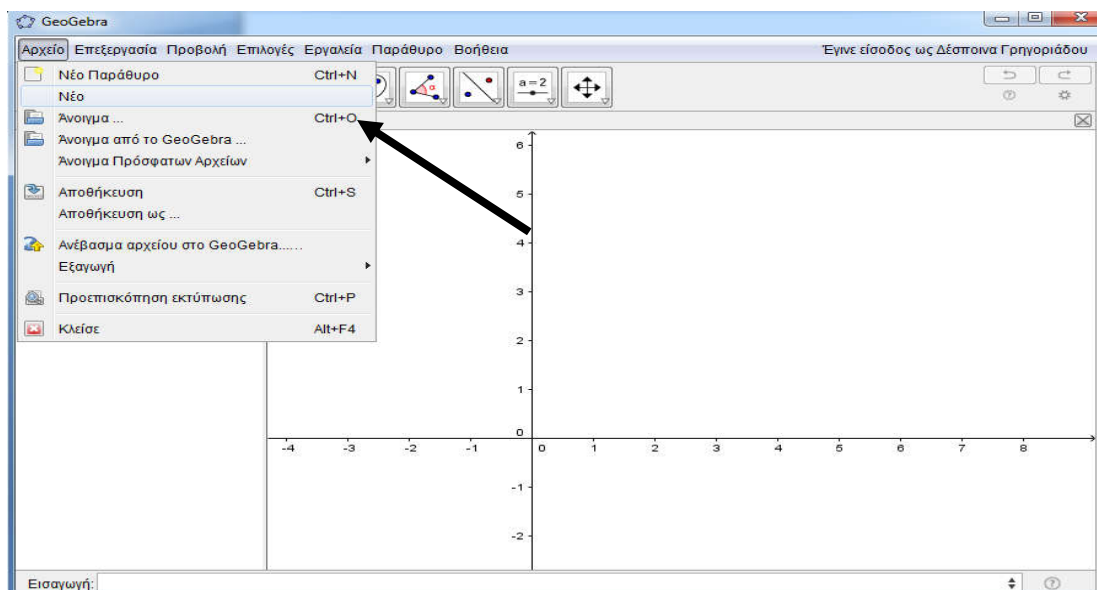 GeoGebra
Αρχείο Επεξεργασία Προβολή Επιλογές Εργαλεία Παράθυρο Βοήθεια Έγινε είσοδος ως Δέσποινα Γρηγοριάδου
Νέο Παράθυρο Ctrl+N
Νέο
Άνοιγμα ... Ctrl+O
Άνοιγμα από το GeoGebra ...
Άνοιγμα Πρόσφατων Αρχείων
Αποθήκευση Ctrl+S
Αποθήκευση ως ...
Ανέβασμα αρχείου στο GeoGebra......
Εξαγωγή
Προεπισκόπηση εκτύπωσης Ctrl+P
Κλείσε Alt+F4
α
a=2
6
5
4
3
2
1
0
-4 -3 -2 -1 0 1 2 3 4 5 6 7 8
-1
-2
Εισαγωγή: